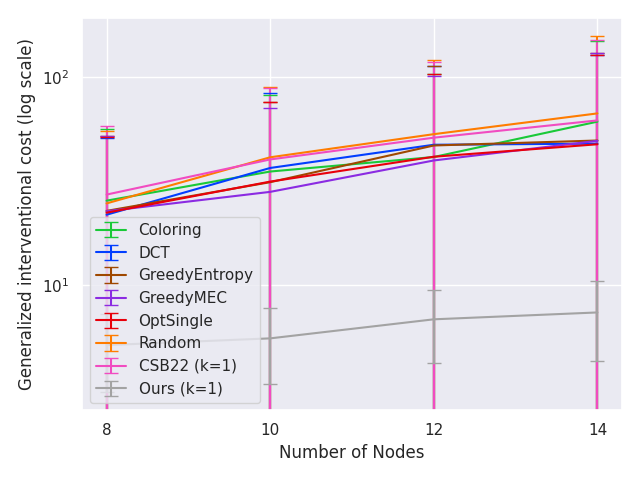 Generalized interventional cost (log scale)
10²
10¹
Coloring
DCT
GreedyEntropy
GreedyMEC
OptSingle
Random
CSB22 (k=1)
Ours (k=1)
8
10
12
14
Number of Nodes